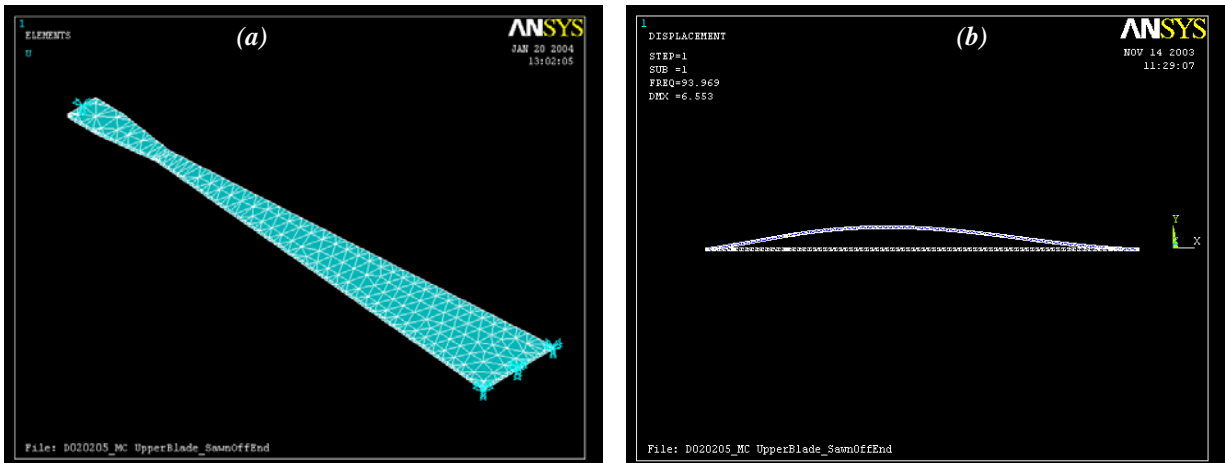 1
ELEMENTS
U
(a)
ANSYS
JAN 20 2004
13:02:05
File: D020205_MC UpperBlade_SawnOffEnd
1
DISPLACEMENT
STEP=1
SUB =1
FREQ=93.969
DMX =6.553
(b)
ANSYS
NOV 14 2003
11:29:07
Y
X
File: D020205_MC UpperBlade_SawnOffEnd